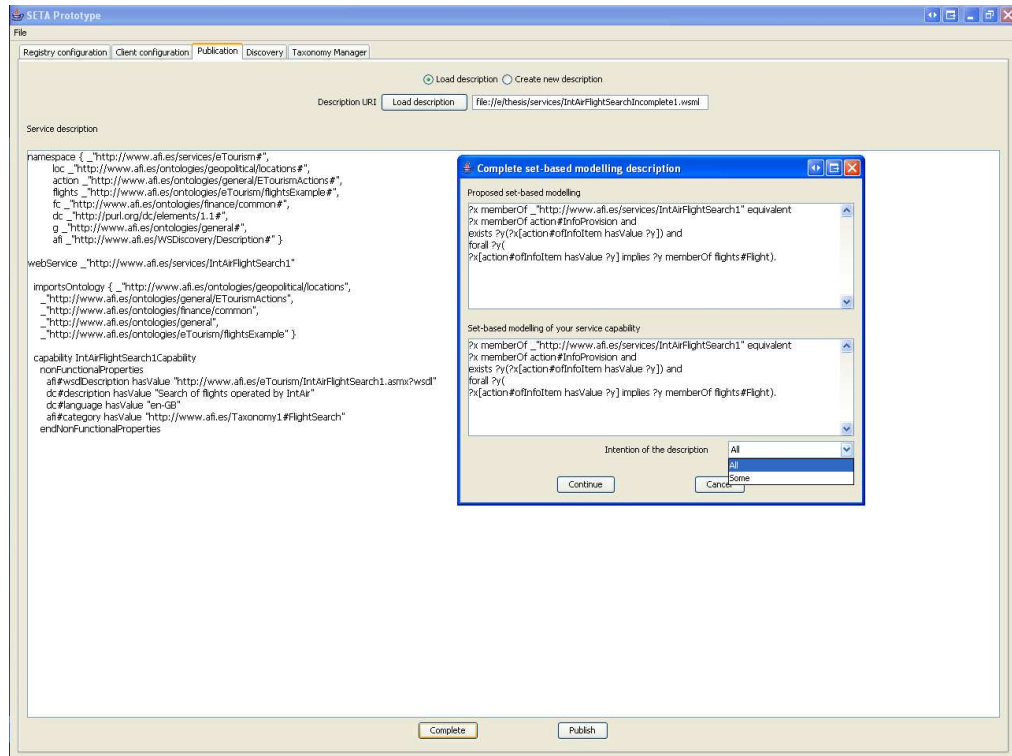 SETA Prototype
File
Registry configuration Client configuration Publication Discovery Taxonomy Manager
Load description Create new description
Description URI Load description file://e/thesis/services/IntAirFlightSearchIncomplete1.wsml
Service description
namespace { _"http://www.afi.es/services/eTourism#",
loc _"http://www.afi.es/ontologies/geopolitical/locations#",
action _"http://www.afi.es/ontologies/general/ETourismActions#",
flights _"http://www.afi.es/ontologies/eTourism/flightsExample#",
fc _"http://www.afi.es/ontologies/finance/common#",
dc _"http://purl.org/dc/elements/1.1#",
g _"http://www.afi.es/ontologies/general#",
afi _"http://www.afi.es/WSDiscovery/Description#" }
webService _"http://www.afi.es/services/IntAirFlightSearch1"
importsOntology { _"http://www.afi.es/ontologies/geopolitical/locations",
_"http://www.afi.es/ontologies/general/ETourismActions",
_"http://www.afi.es/ontologies/finance/common",
_"http://www.afi.es/ontologies/general",
_"http://www.afi.es/ontologies/eTourism/flightsExample" }
capability IntAirFlightSearch1Capability
nonFunctionalProperties
afi#wsdlDescription hasValue "http://www.afi.es/eTourism/IntAirFlightSearch1.asmx?wsdl"
dc#description hasValue "Search of flights operated by IntAir"
dc#language hasValue "en-GB"
afi#category hasValue "http://www.afi.es/Taxonomy1#FlightSearch"
endNonFunctionalProperties
Complete set-based modelling description
Proposed set-based modelling
?x memberOf _"http://www.afi.es/services/IntAirFlightSearch1" equivalent
?x memberOf action#InfoProvision and
exists ?y(?x[action#ofInfoItem hasValue ?y]) and
forall ?y(
?x[action#ofInfoItem hasValue ?y] implies ?y memberOf flights#Flight).
Set-based modelling of your service capability
?x memberOf _"http://www.afi.es/services/IntAirFlightSearch1" equivalent
?x memberOf action#InfoProvision and
exists ?y(?x[action#ofInfoItem hasValue ?y]) and
forall ?y(
?x[action#ofInfoItem hasValue ?y] implies ?y memberOf flights#Flight).
Intention of the description All
All
Some
Continue Cancel
Complete Publish